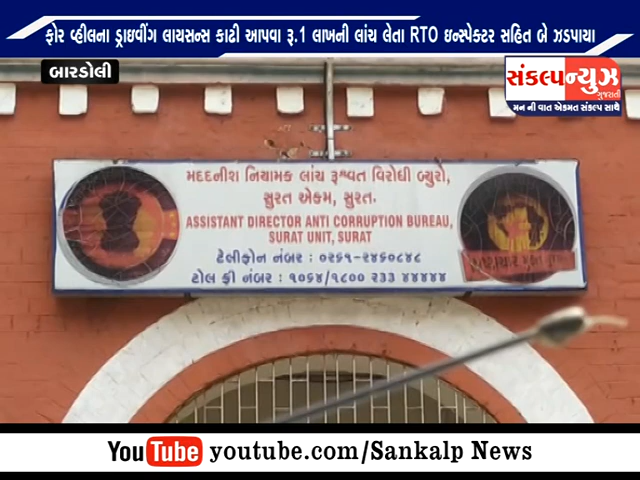 ફોર વ્હીલના ડ્રાઇવીંગ લાયસન્સ કાઢી આપવા રૂ.1 લાખની લાંચ લેતા RTO ઇન્સ્પેક્ટર સહિત બે ઝડપાયા
બારડોલી
સંકલ્પ ન્યુઝ
ગુજરાતી
મન ની વાત એકમત સંકલ્પ સાથે
મદદનીશ નિયામક લાંચ રૂશ્વત વિરોધી બ્યુરો,
સુરત એકમ, સુરત.
ASSISTANT DIRECTOR ANTI CORRUPTION BUREAU,
SURAT UNIT, SURAT
ટેલીફોન નંબર : ૦૨૬૧-૨૪૬૦૮૪૮
ટોલ ફ્રી નંબર : ૧૦૬૪/૧૮૦૦ ૨૩૩ ૪૪૪૪૪
YouTube youtube.com/Sankalp News